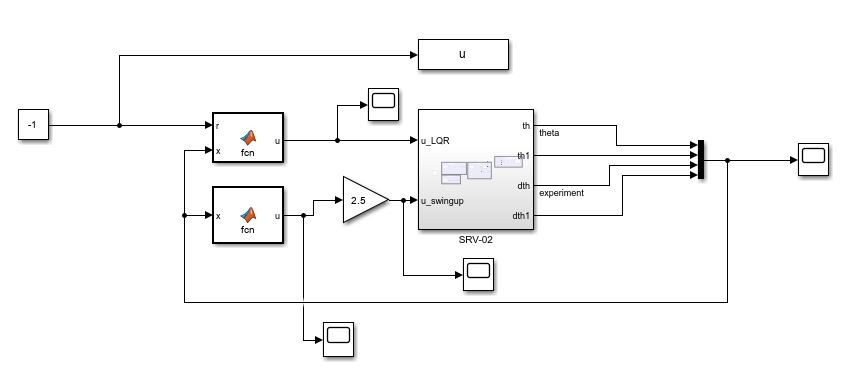 u
-1
r
x
u
fcn
x
u
fcn
2.5
u_LQR
u_swingup
th
th1
dth
dth1
SRV-02
theta
experiment